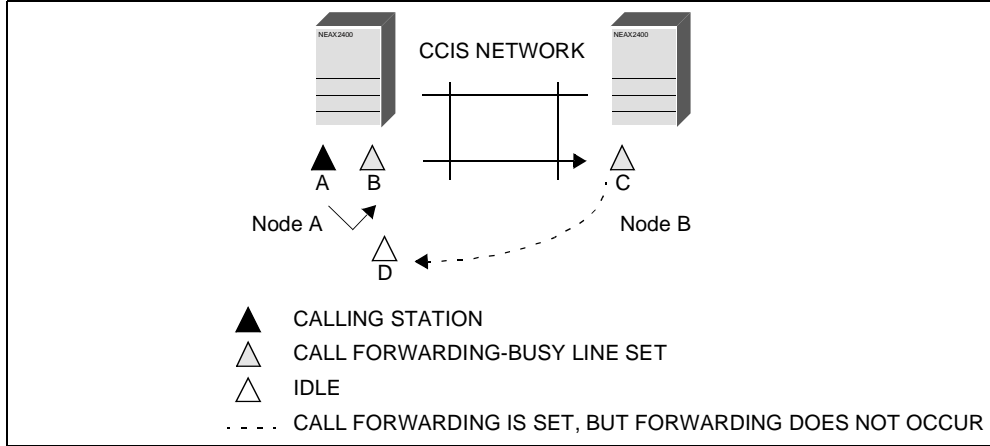 NEAX2400
NEAX2400
CCIS NETWORK
A
B
C
Node A
Node B
D
CALLING STATION
CALL FORWARDING-BUSY LINE SET
IDLE
CALL FORWARDING IS SET, BUT FORWARDING DOES NOT OCCUR